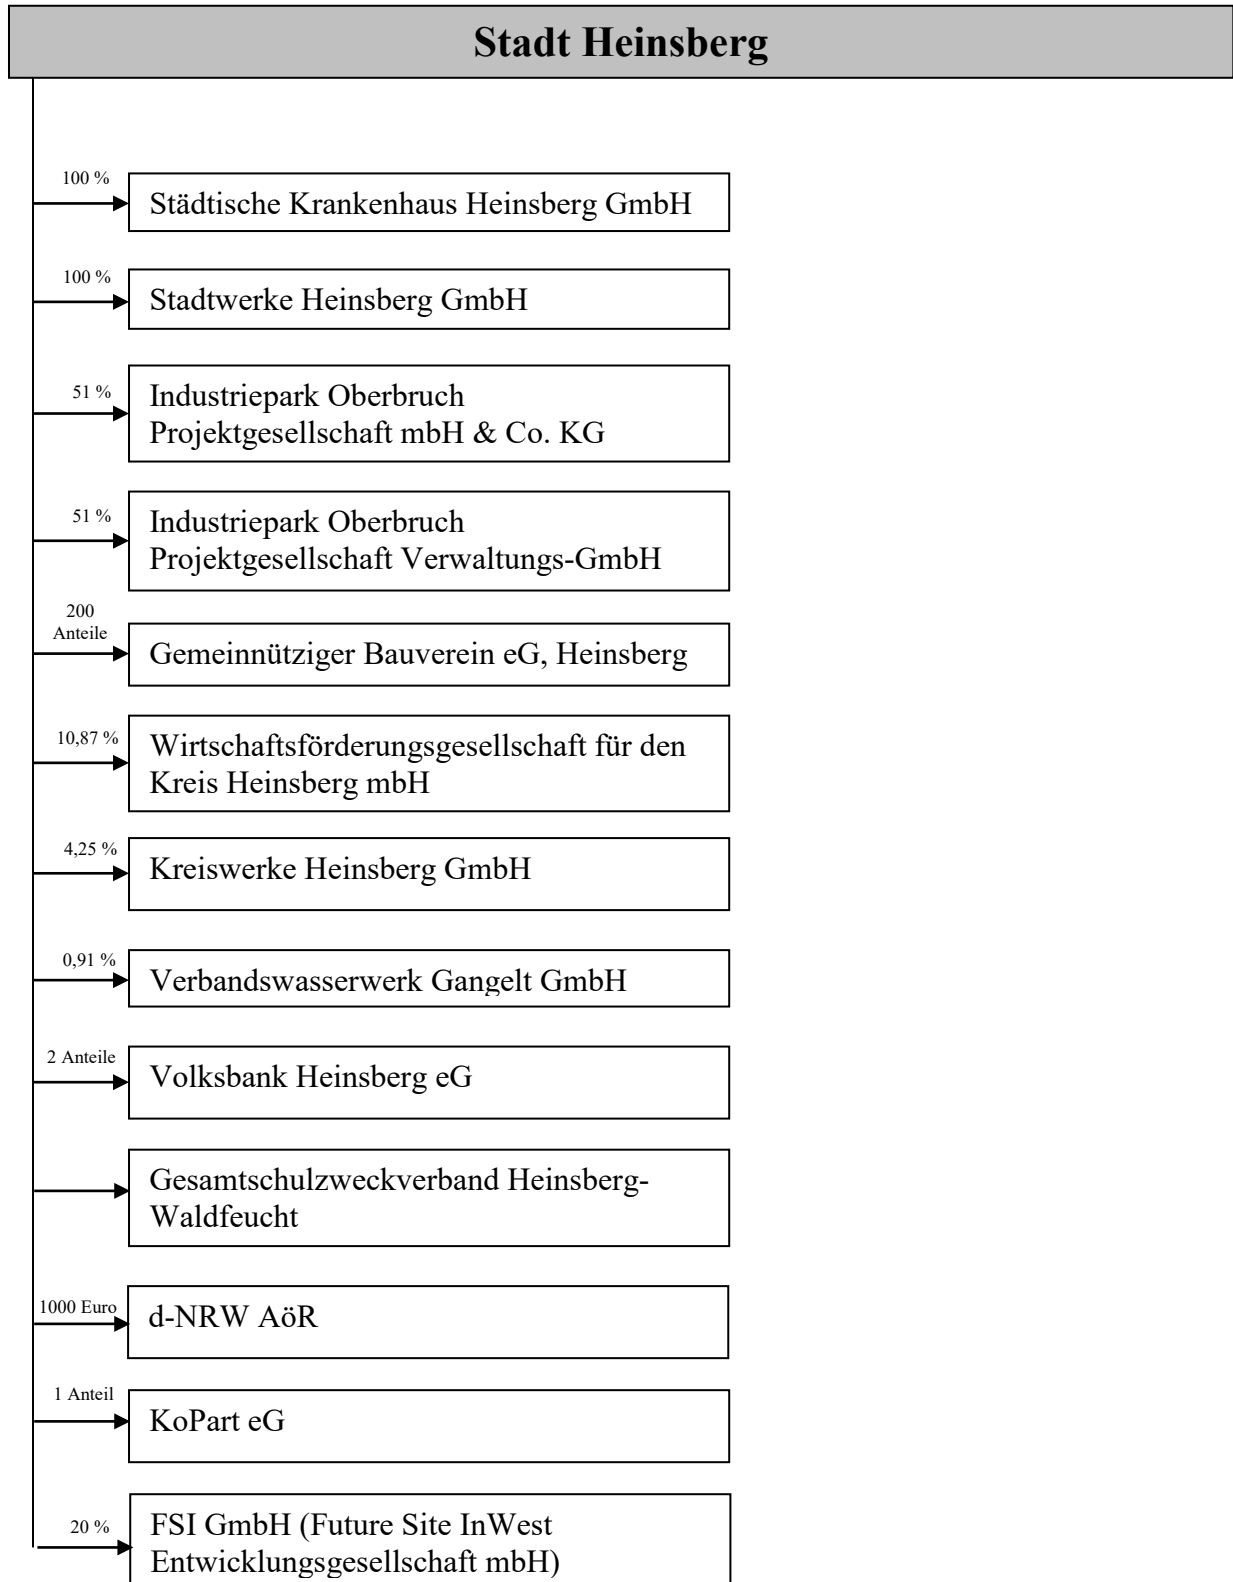 Stadt Heinsberg
100 %
Städtische Krankenhaus Heinsberg GmbH
100 %
Stadtwerke Heinsberg GmbH
51 %
Industriepark Oberbruch
Projektgesellschaft mbH & Co. KG
51 %
Industriepark Oberbruch
Projektgesellschaft Verwaltungs-GmbH
200
Anteile
Gemeinnütziger Bauverein eG, Heinsberg
10,87 %
Wirtschaftsförderungsgesellschaft für den
Kreis Heinsberg mbH
4,25 %
Kreiswerke Heinsberg GmbH
0,91 %
Verbandswasserwerk Gangelt GmbH
2 Anteile
Volksbank Heinsberg eG
Gesamtschulzweckverband Heinsberg-
Waldfeucht
1000 Euro
d-NRW AöR
1 Anteil
KoPart eG
20 %
FSI GmbH (Future Site InWest
Entwicklungsgesellschaft mbH)